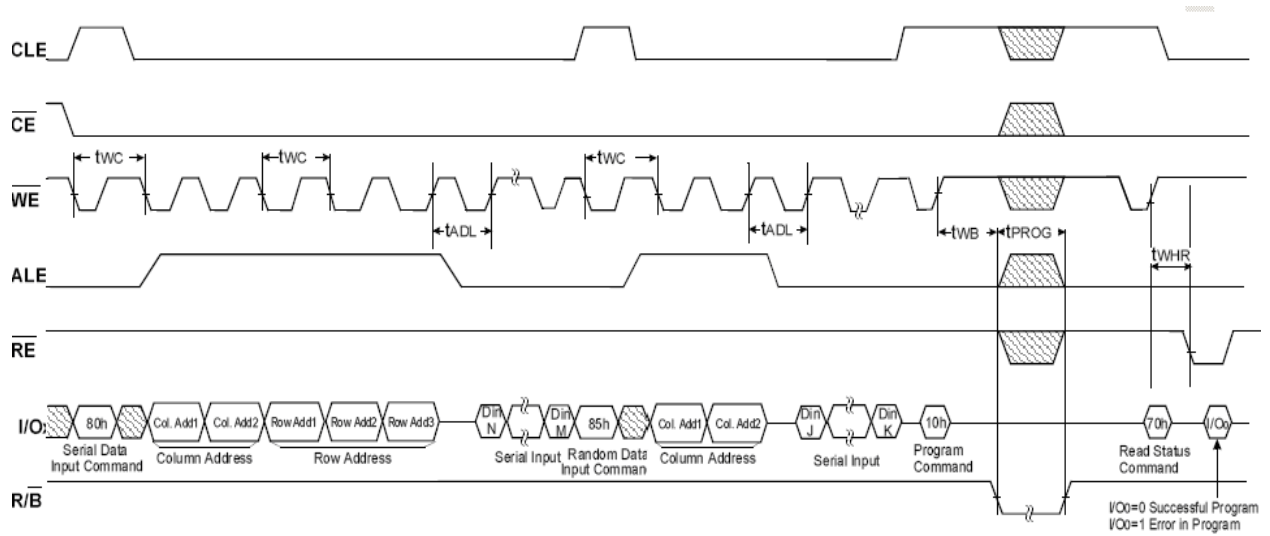 CLE
CE
tWC tWC tWC
WE
tADL tADL tWB tPROG
ALE
tWHR
RE
I/Ox 80h Col. Add1 Col. Add2 Row Add1 Row Add2 Row Add3 Din N Din M 85h Col. Add1 Col. Add2 Din J Din K 10h 70h I/O0
Serial Data Input Command
Column Address
Row Address
Serial Input
Random Data Input Command
Column Address
Serial Input
Program Command
Read Status Command
R/B
I/O0=0 Successful Program
I/O0=1 Error in Program